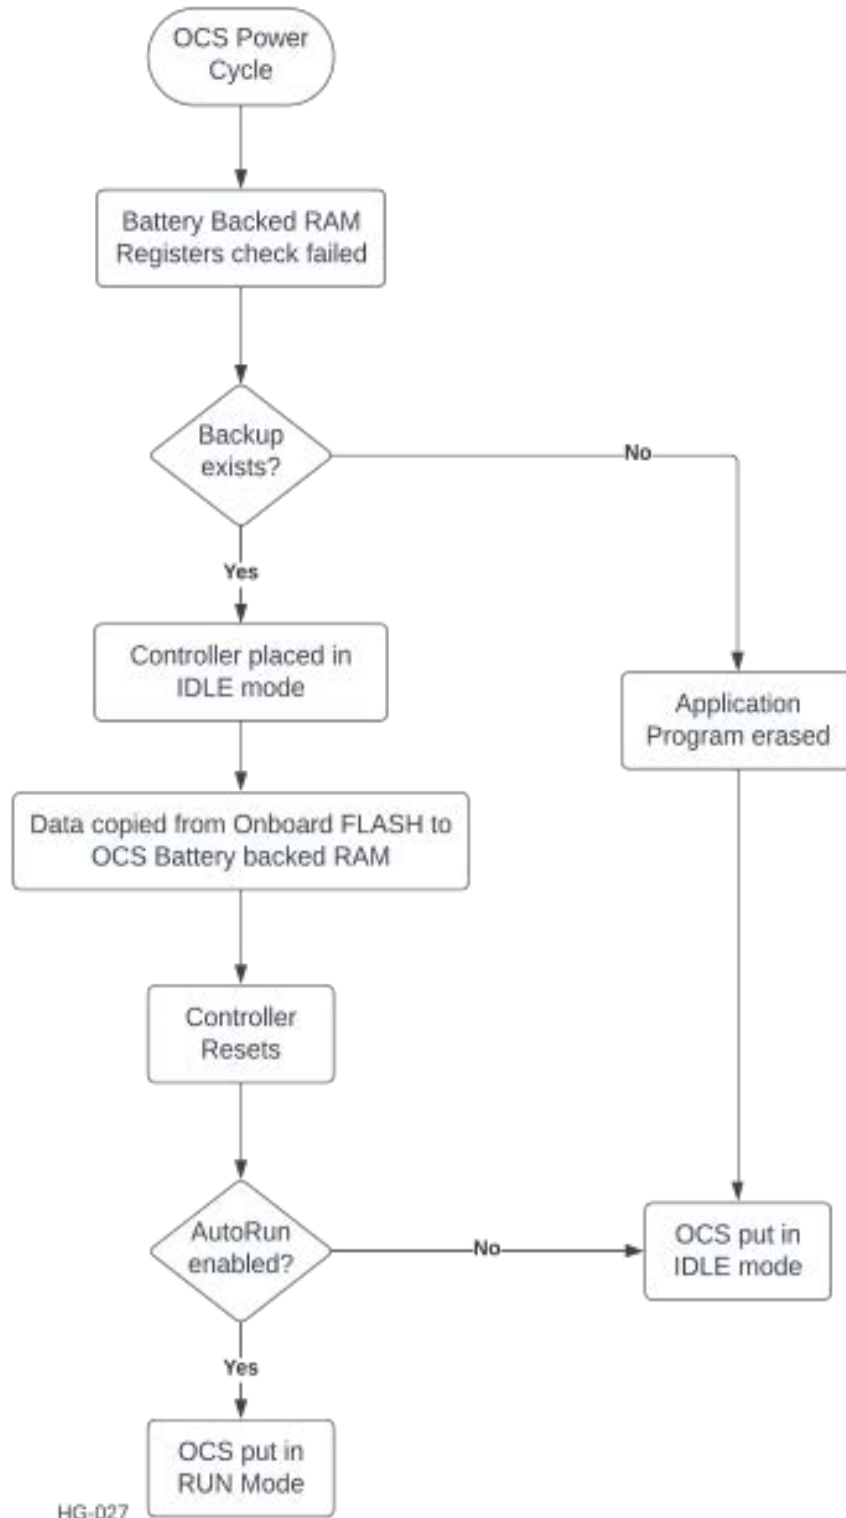 OCS Power
Cycle
Battery Backed RAM
Registers check failed
Backup
exists?
No
Yes
Controller placed in
IDLE mode
Application
Program erased
Data copied from Onboard FLASH to
OCS Battery backed RAM
Controller
Resets
AutoRun
enabled?
No
OCS put in
IDLE mode
Yes
OCS put in
RUN Mode
HG-027